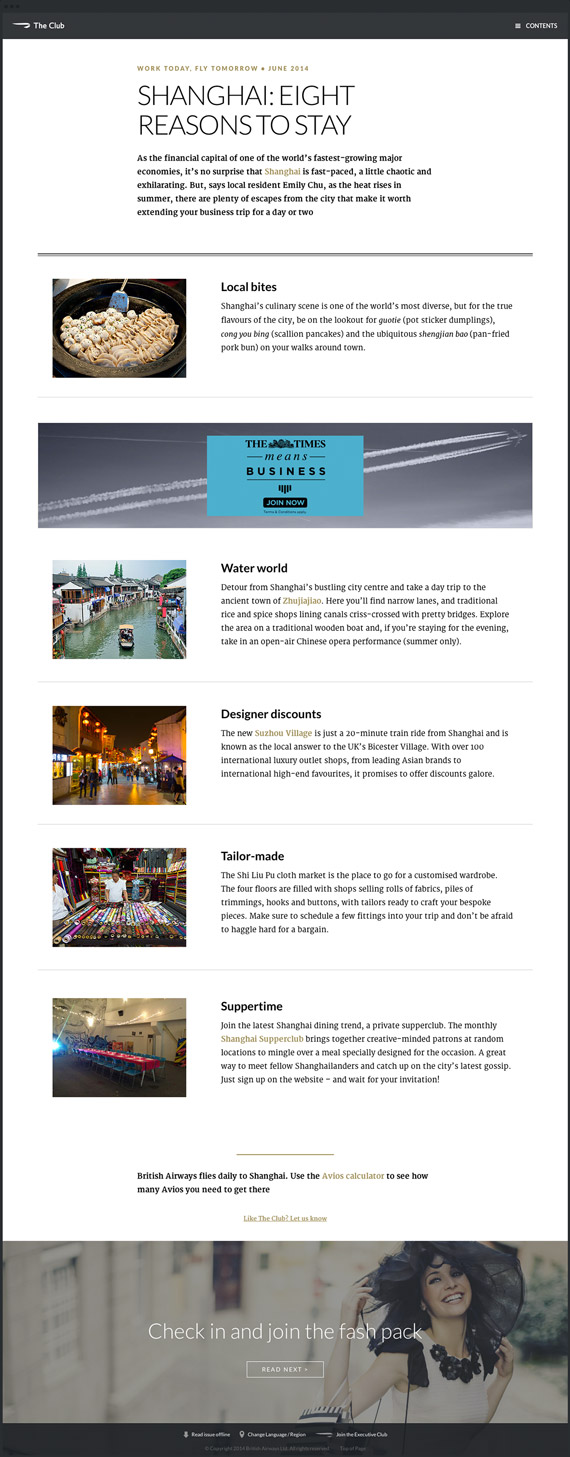 The Club
CONTENTS
WORK TODAY, FLY TOMORROW • JUNE 2014
SHANGHAI: EIGHT
REASONS TO STAY
As the financial capital of one of the world's fastest-growing major
economies, it's no surprise that Shanghai is fast-paced, a little chaotic and
exhilarating. But, says local resident Emily Chu, as the heat rises in
summer, there are plenty of escapes from the city that make it worth
extending your business trip for a day or two
Local bites
Shanghai's culinary scene is one of the world's most diverse, but for the true
flavours of the city, be on the lookout for quotie (pot sticker dumplings),
cong you bing (scallion pancakes) and the ubiquitous shengjian bao (pan-fried
pork bun) on your walks around town.
THE TIMES
means
BUSINESS
JOIN NOW
Terms & Conditions apply
Water world
Detour from Shanghai's bustling city centre and take a day trip to the
ancient town of Zhujiajiao. Here you'll find narrow lanes, and traditional
rice and spice shops lining canals criss-crossed with pretty bridges. Explore
the area on a traditional wooden boat and, if you're staying for the evening,
take in an open-air Chinese opera performance (summer only).
Designer discounts
The new Suzhou Village is just a 20-minute train ride from Shanghai and is
known as the local answer to the UK's Bicester Village. With over 100
international luxury outlet shops, from leading Asian brands to
international high-end favourites, it promises to offer discounts galore.
Tailor-made
The Shi Liu Pu cloth market is the place to go for a customised wardrobe.
The four floors are filled with shops selling rolls of fabrics, piles of
trimmings, hooks and buttons, with tailors ready to craft your bespoke
pieces. Make sure to schedule a few fittings into your trip and don't be afraid
to haggle hard for a bargain.
Suppertime
Join the latest Shanghai dining trend, a private supperclub. The monthly
Shanghai Supperclub brings together creative-minded patrons at random
locations to mingle over a meal specially designed for the occasion. A great
way to meet fellow Shanghailanders and catch up on the city's latest gossip.
Just sign up on the website – and wait for your invitation!
British Airways flies daily to Shanghai. Use the Avios calculator to see how
many Avios you need to get there
Like The Club? Let us know
Check in and join the fash pack
READ NEXT >
Read issue offline Change Language / Region Join the Executive Club
© Copyright 2014 British Airways Ltd. All rights reserved Top of Page